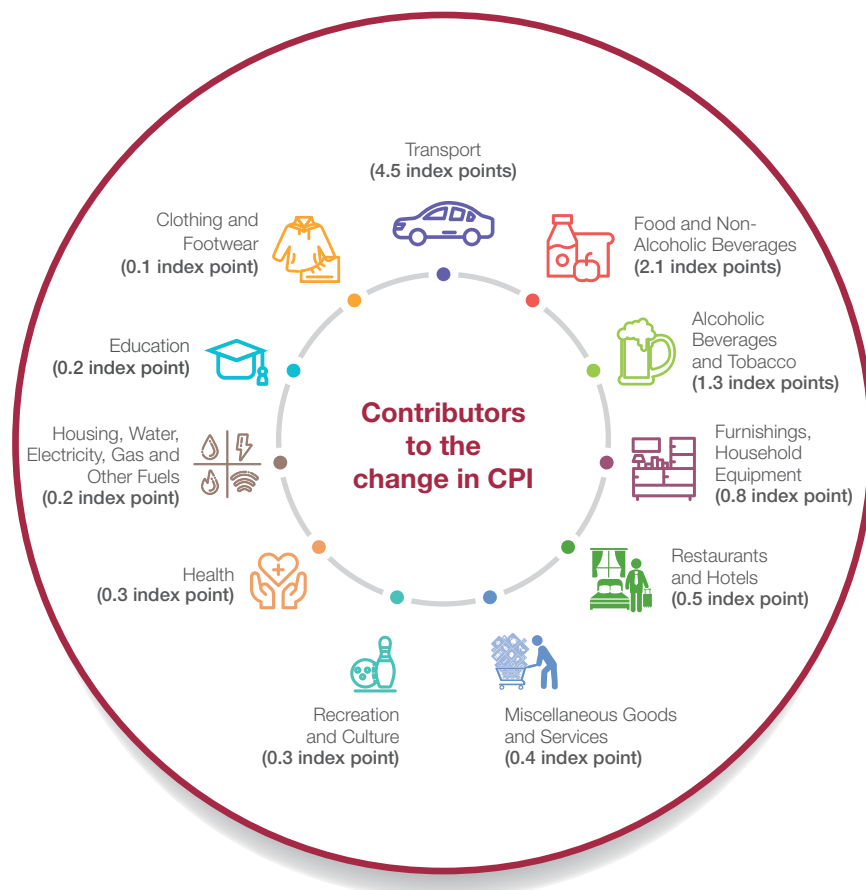 Transport
(4.5 index points)
Food and Non-
Alcoholic Beverages
(2.1 index points)
Alcoholic
Beverages
and Tobacco
(1.3 index points)
Furnishings,
Household
Equipment
(0.8 index point)
Restaurants
and Hotels
(0.5 index point)
Miscellaneous Goods
and Services
(0.4 index point)
Recreation
and Culture
(0.3 index point)
Health
(0.3 index point)
Housing, Water,
Electricity, Gas and
Other Fuels
(0.2 index point)
Education
(0.2 index point)
Clothing and
Footwear
(0.1 index point)
Contributors
to the
change in CPI